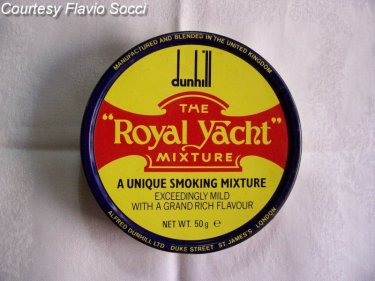 Courtesy Flavio Socci
MANUFACTURED AND BLENDED IN THE UNITED KINGDOM
dunhill
THE
"Royal Yacht"
MIXTURE
A UNIQUE SMOKING MIXTURE
EXCEEDINGLY MILD
WITH A GRAND RICH FLAVOUR
NET WT. 50g e
ALFRED DUNHILL LTD DUKE STREET ST. JAMES'S LONDON